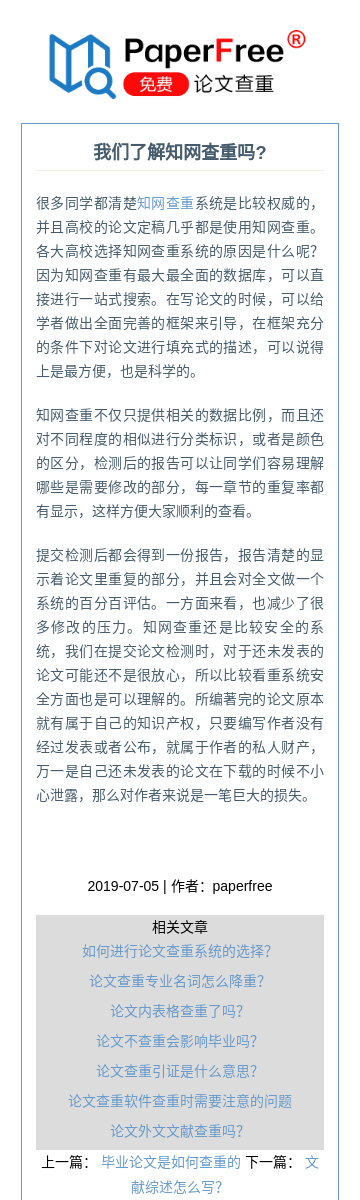 PaperFree®
免费 论文查重
我们了解知网查重吗?
很多同学都清楚知网查重系统是比较权威的，
并且高校的论文定稿几乎都是使用知网查重。
各大高校选择知网查重系统的原因是什么呢？
因为知网查重有最大最全面的数据库，可以直
接进行一站式搜索。在写论文的时候，可以给
学者做出全面完善的框架来引导，在框架充分
的条件下对论文进行填充式的描述，可以说得
上是最方便，也是科学的。
知网查重不仅只提供相关的数据比例，而且还
对不同程度的相似进行分类标识，或者是颜色
的区分，检测后的报告可以让同学们容易理解
哪些是需要修改的部分，每一章节的重复率都
有显示，这样方便大家顺利的查看。
提交检测后都会得到一份报告，报告清楚的显
示着论文里重复的部分，并且会对全文做一个
系统的百分百评估。一方面来看，也减少了很
多修改的压力。知网查重还是比较安全的系
统，我们在提交论文检测时，对于还未发表的
论文可能还不是很放心，所以比较看重系统安
全方面也是可以理解的。所编著完的论文原本
就有属于自己的知识产权，只要编写作者没有
经过发表或者公布，就属于作者的私人财产，
万一是自己还未发表的论文在下载的时候不小
心泄露，那么对作者来说是一笔巨大的损失。
2019-07-05 | 作者：paperfree
相关文章
如何进行论文查重系统的选择？
论文查重专业名词怎么降重？
论文内表格查重了吗？
论文不查重会影响毕业吗？
论文查重引证是什么意思？
论文查重软件查重时需要注意的问题
论文外文文献查重吗？
上一篇： 毕业论文是如何查重的 下一篇： 文
献综述怎么写？